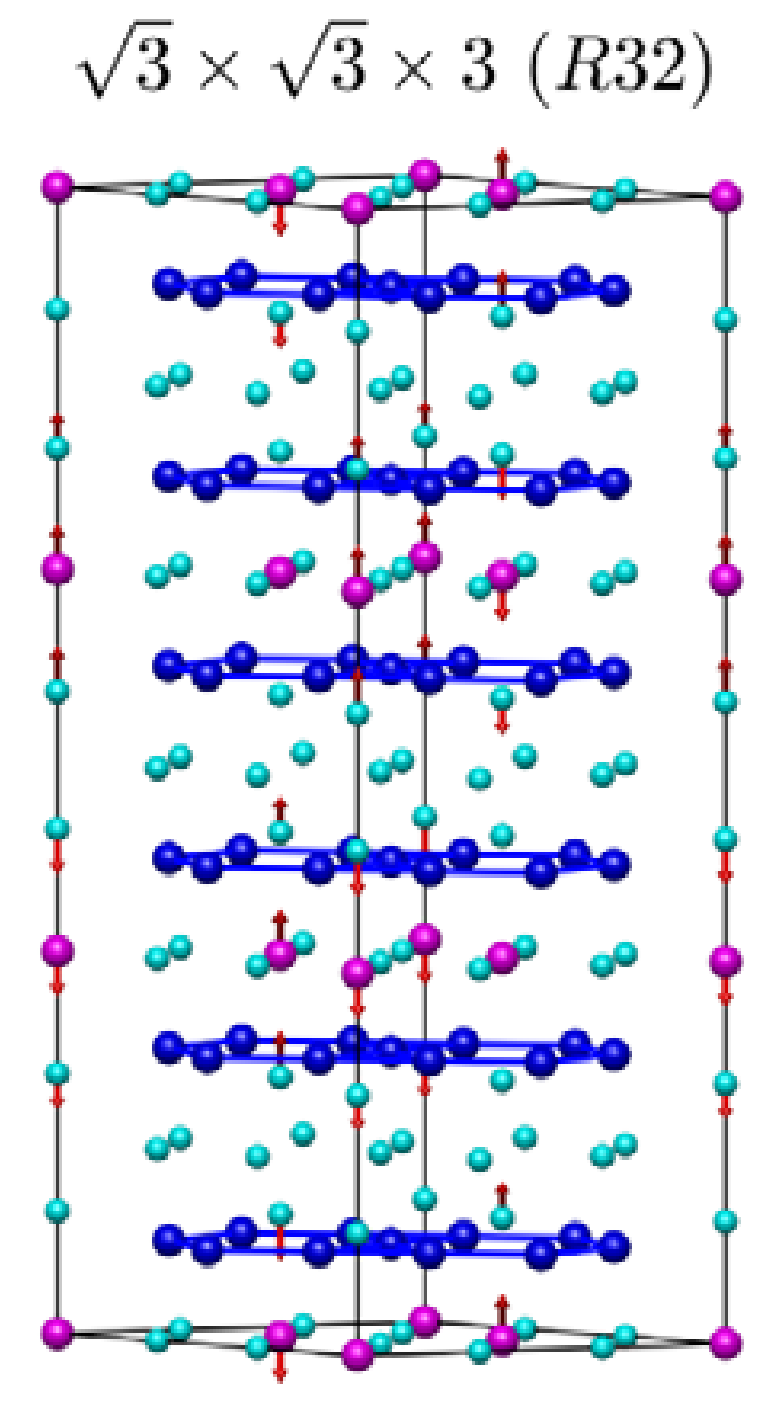 √3 × √3 × 3 (R32)